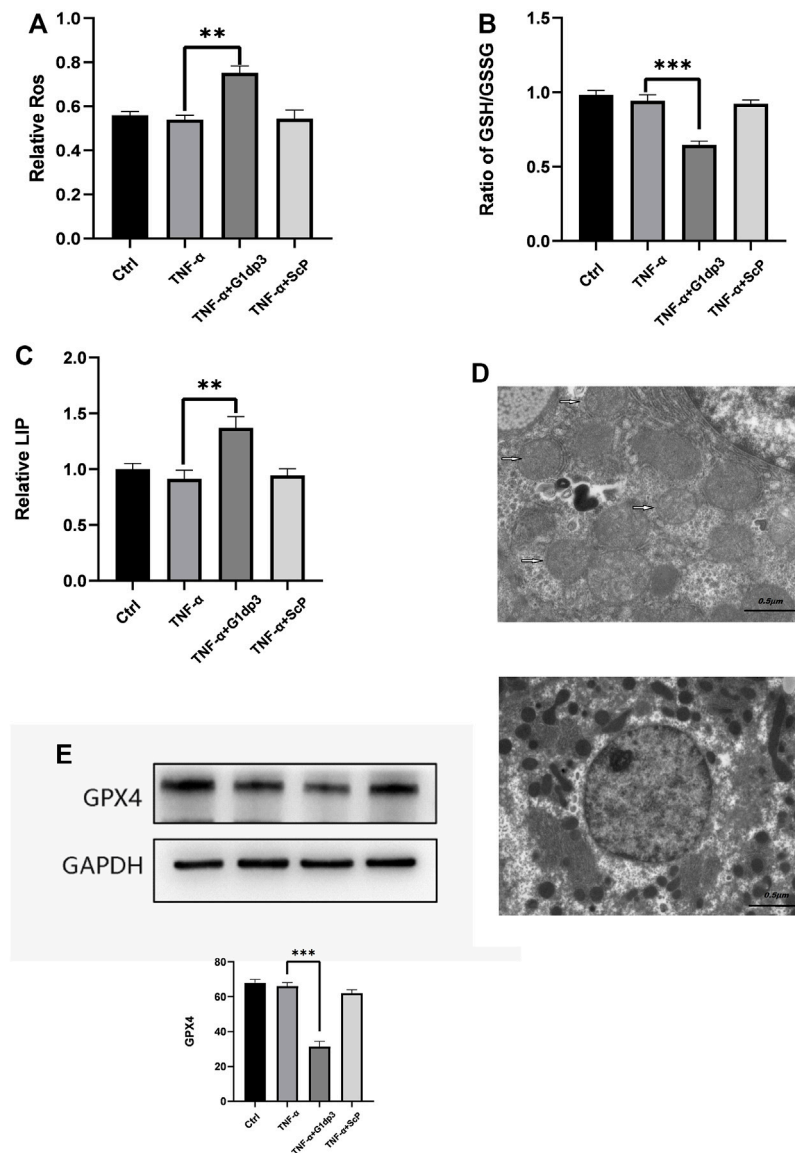 A
Relative Ros
1.0
0.8
0.6
0.4
0.2
0.0
**
Ctrl
TNF-α
TNF-α+G1dp3
TNF-α+ScP
B
Ratio of GSH/GSSG
1.5
1.0
0.5
0.0
***
Ctrl
TNF-α
TNF-α+G1dp3
TNF-α+ScP
C
Relative LIP
2.0
1.5
1.0
0.5
0.0
**
Ctrl
TNF-α
TNF-α+G1dp3
TNF-α+ScP
D
0.5μm
0.5μm
E
GPX4
GAPDH
GPX4
80
60
40
20
0
***
Ctrl
TNF-α
TNF-α+G1dp3
TNF-α+ScP